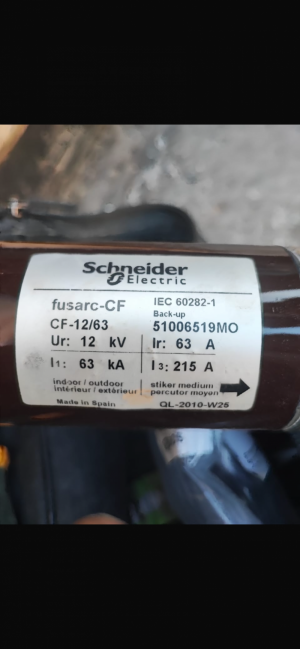 Schneider
Electric
fusarc-CF IEC 60282-1
Back-up
CF-12/63 51006519MO
Ur: 12 kV Ir: 63 A
I1: 63 kA I3: 215 A
indoor / outdoor stiker medium
intérieur / extérieur percutor moyen
Made in Spain QL-2010-W25